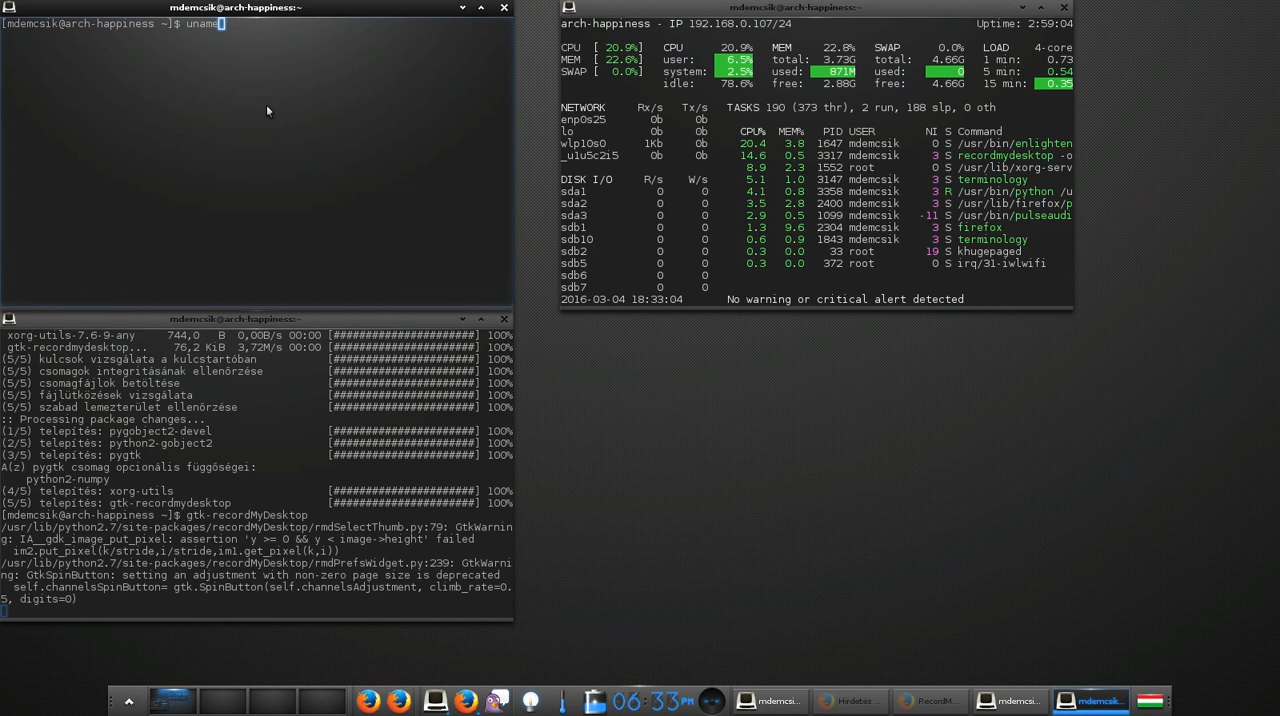 mdemcsik@arch-happiness:~
[mdemcsik@arch-happiness ~]$ uname
mdemcsik@arch-happiness:~
xorg-utils-7.6-9-any 744,0 B 0,00B/s 00:00 [######################] 100%
gtk-recordmydesktop... 76,2 KiB 3,72M/s 00:00 [######################] 100%
(5/5) kulcsok vizsgálata a kulcstartóban [######################] 100%
(5/5) csomagok integritásának ellenőrzése [######################] 100%
(5/5) csomagfájlok betöltése [######################] 100%
(5/5) fájlütközések vizsgálata [######################] 100%
(5/5) szabad lemezterület ellenőrzése [######################] 100%
:: Processing package changes...
(1/5) telepítés: pygobject2-devel [######################] 100%
(2/5) telepítés: python2-gobject2 [######################] 100%
(3/5) telepítés: pygtk [######################] 100%
A(z) pygtk csomag opcionális függőségei:
python2-numpy
(4/5) telepítés: xorg-utils [######################] 100%
(5/5) telepítés: gtk-recordmydesktop [######################] 100%
[mdemcsik@arch-happiness ~]$ gtk-recordMyDesktop
/usr/lib/python2.7/site-packages/recordMyDesktop/rmdSelectThumb.py:79: GtkWarnin
g: IA__gdk_image_put_pixel: assertion 'y >= 0 && y < image->height' failed
im2.put_pixel(k/stride,i/stride,im1.get_pixel(k,i))
/usr/lib/python2.7/site-packages/recordMyDesktop/rmdPrefsWidget.py:239: GtkWarni
ng: GtkSpinButton: setting an adjustment with non-zero page size is deprecated
self.channelsSpinButton= gtk.SpinButton(self.channelsAdjustment, climb_rate=0.
5, digits=0)
mdemcsik@arch-happiness:~
arch-happiness - IP 192.168.0.107/24 Uptime: 2:59:04
CPU [ 20.9%] CPU 20.9% MEM 22.8% SWAP 0.0% LOAD 4-core
MEM [ 22.6%] user: 6.5% total: 3.73G total: 4.66G 1 min: 0.73
SWAP [ 0.0%] system: 2.5% used: 871M used: 0 5 min: 0.54
idle: 78.6% free: 2.88G free: 4.66G 15 min: 0.35
NETWORK Rx/s Tx/s TASKS 190 (373 thr), 2 run, 188 slp, 0 oth
enp0s25 0b 0b
lo 0b 0b CPU% MEM% PID USER NI S Command
wlp10s0 1Kb 0b 20.4 3.8 1647 mdemcsik 0 S /usr/bin/enlighten
_u1u5c2i5 0b 0b 14.6 0.5 3317 mdemcsik 3 S recordmydesktop -o
8.9 2.3 1552 root 0 S /usr/lib/xorg-serv
DISK I/O R/s W/s 5.1 1.0 3147 mdemcsik 3 S terminology
sda1 0 0 4.1 0.8 3358 mdemcsik 3 R /usr/bin/python /u
sda2 0 0 3.5 2.8 2400 mdemcsik 3 S /usr/lib/firefox/p
sda3 0 0 2.9 0.5 1099 mdemcsik -11 S /usr/bin/pulseaudi
sdb1 0 0 1.3 9.6 2304 mdemcsik 3 S firefox
sdb10 0 0 0.6 0.9 1843 mdemcsik 3 S terminology
sdb2 0 0 0.3 0.0 33 root 19 S khugepaged
sdb5 0 0 0.3 0.0 372 root 0 S irq/31-iwlwifi
sdb6 0 0
sdb7 0 0
2016-03-04 18:33:04 No warning or critical alert detected
06:33PM mdemcsi... Hirdetés ... RecordM... mdemcsi... mdemcsik...